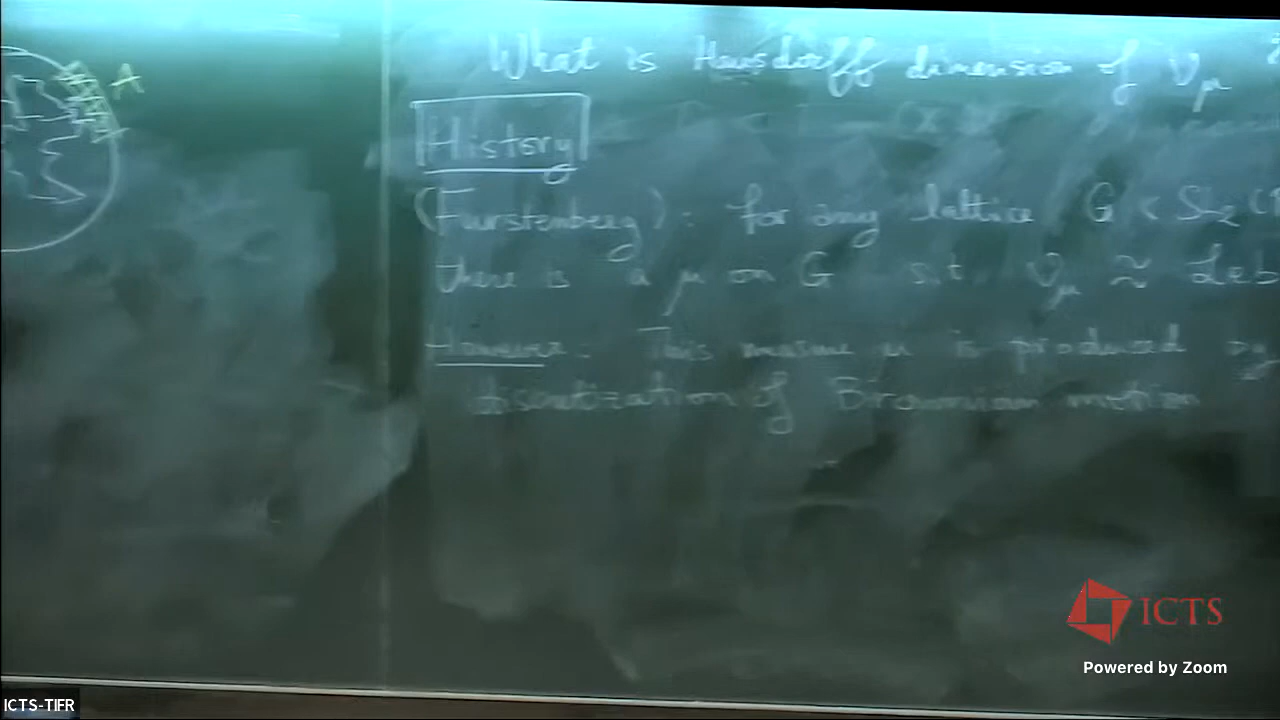 A
What is Hausdorff dimension of ν_μ
History
(Furstenberg): for any lattice G < SL₂(
there is a μ on G s.t. ν_μ ≈ Leb
However: This measure μ is produced by
discretization of Brownian motion
ICTS
Powered by Zoom
ICTS-TIFR